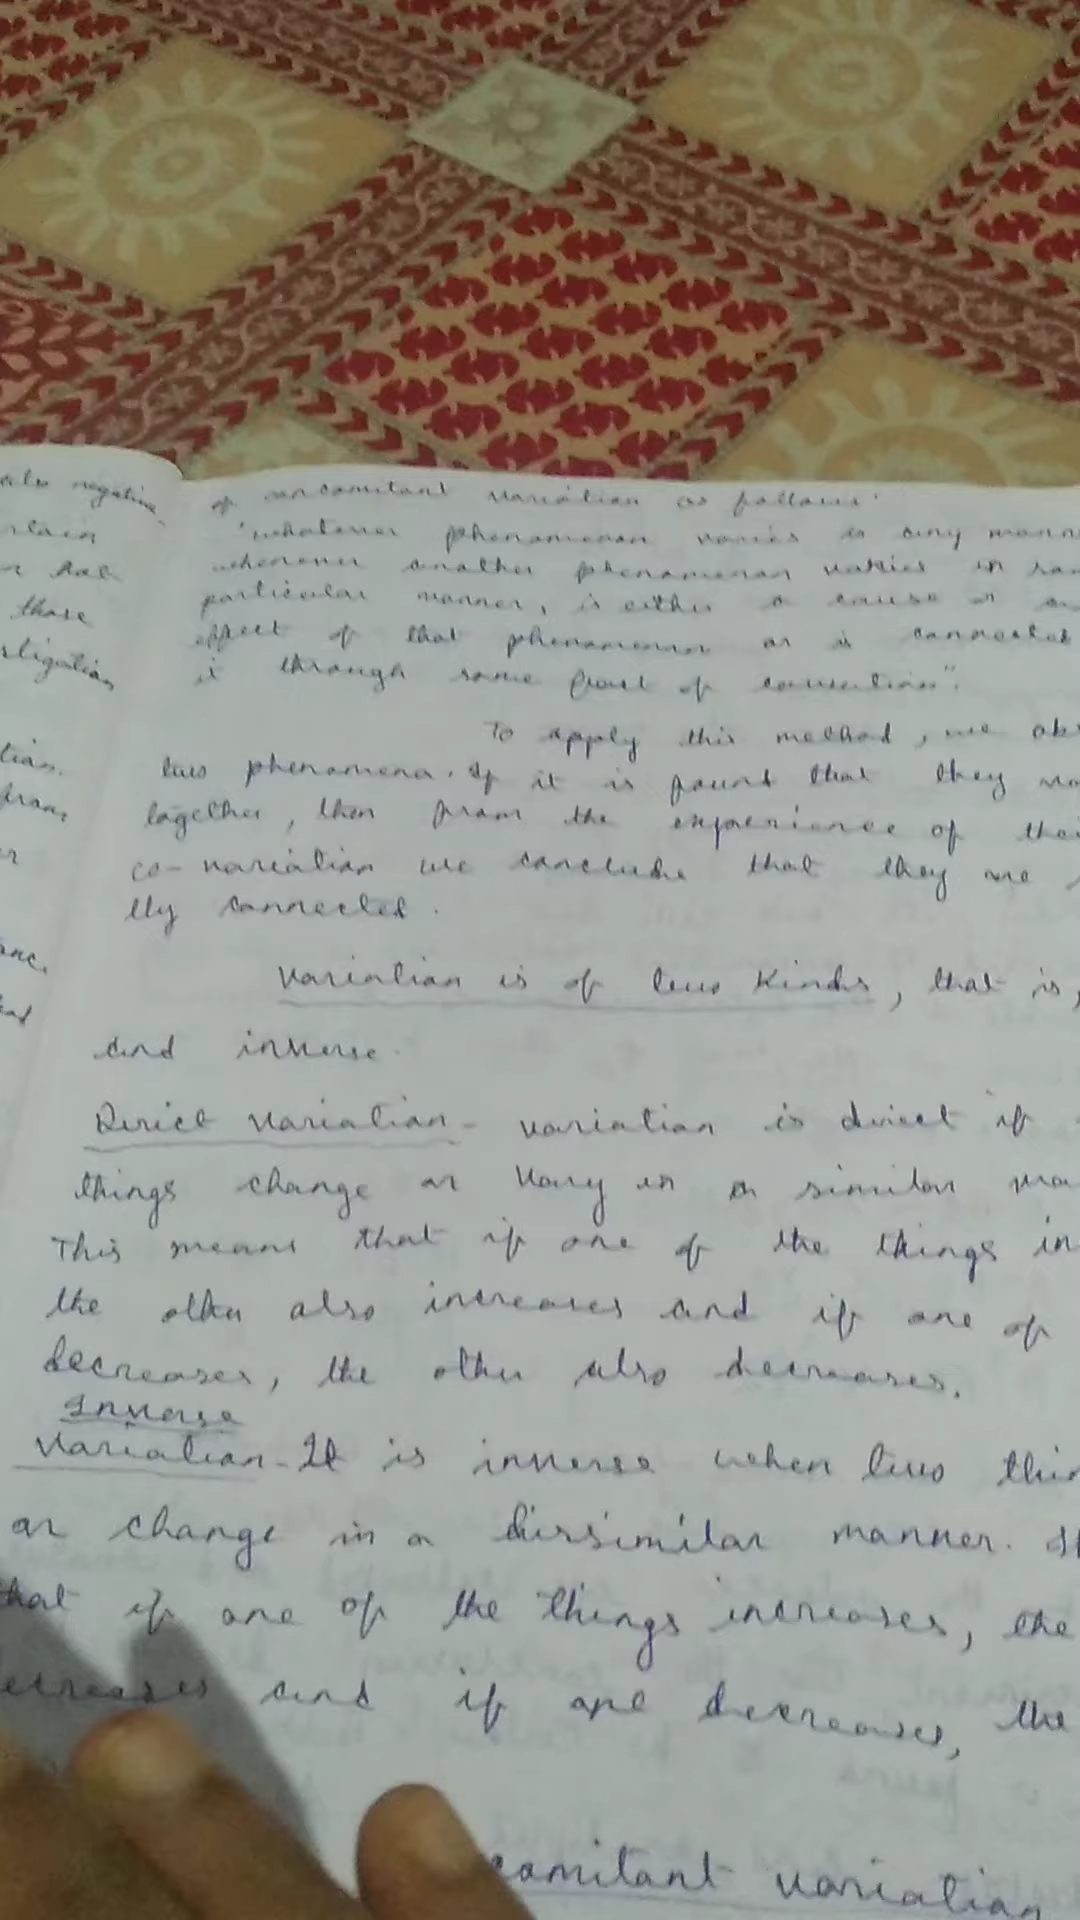 also negative
those
of concomitant variation as follows:
"whatever phenomenon varies in any
whenever another phenomenon varies in
particular manner, is either a cause or an
effect of that phenomenon or is connected
it through some fact of causation".
To apply this method, we
two phenomena. If it is found that they
together, then from the experience of
co-variation we conclude that they are
lly connected.
Variation is of two kinds, that is,
and inverse.
Direct variation - variation is direct if
things change or vary in a similar
This means that if one of the things in
the other also increases and if one of
decreases, the other also decreases.
Inverse
Variation - It is inverse when two
or change in a dissimilar manner.
that if one of the things increases, the
decreases and if one decreases, the
comitant variation